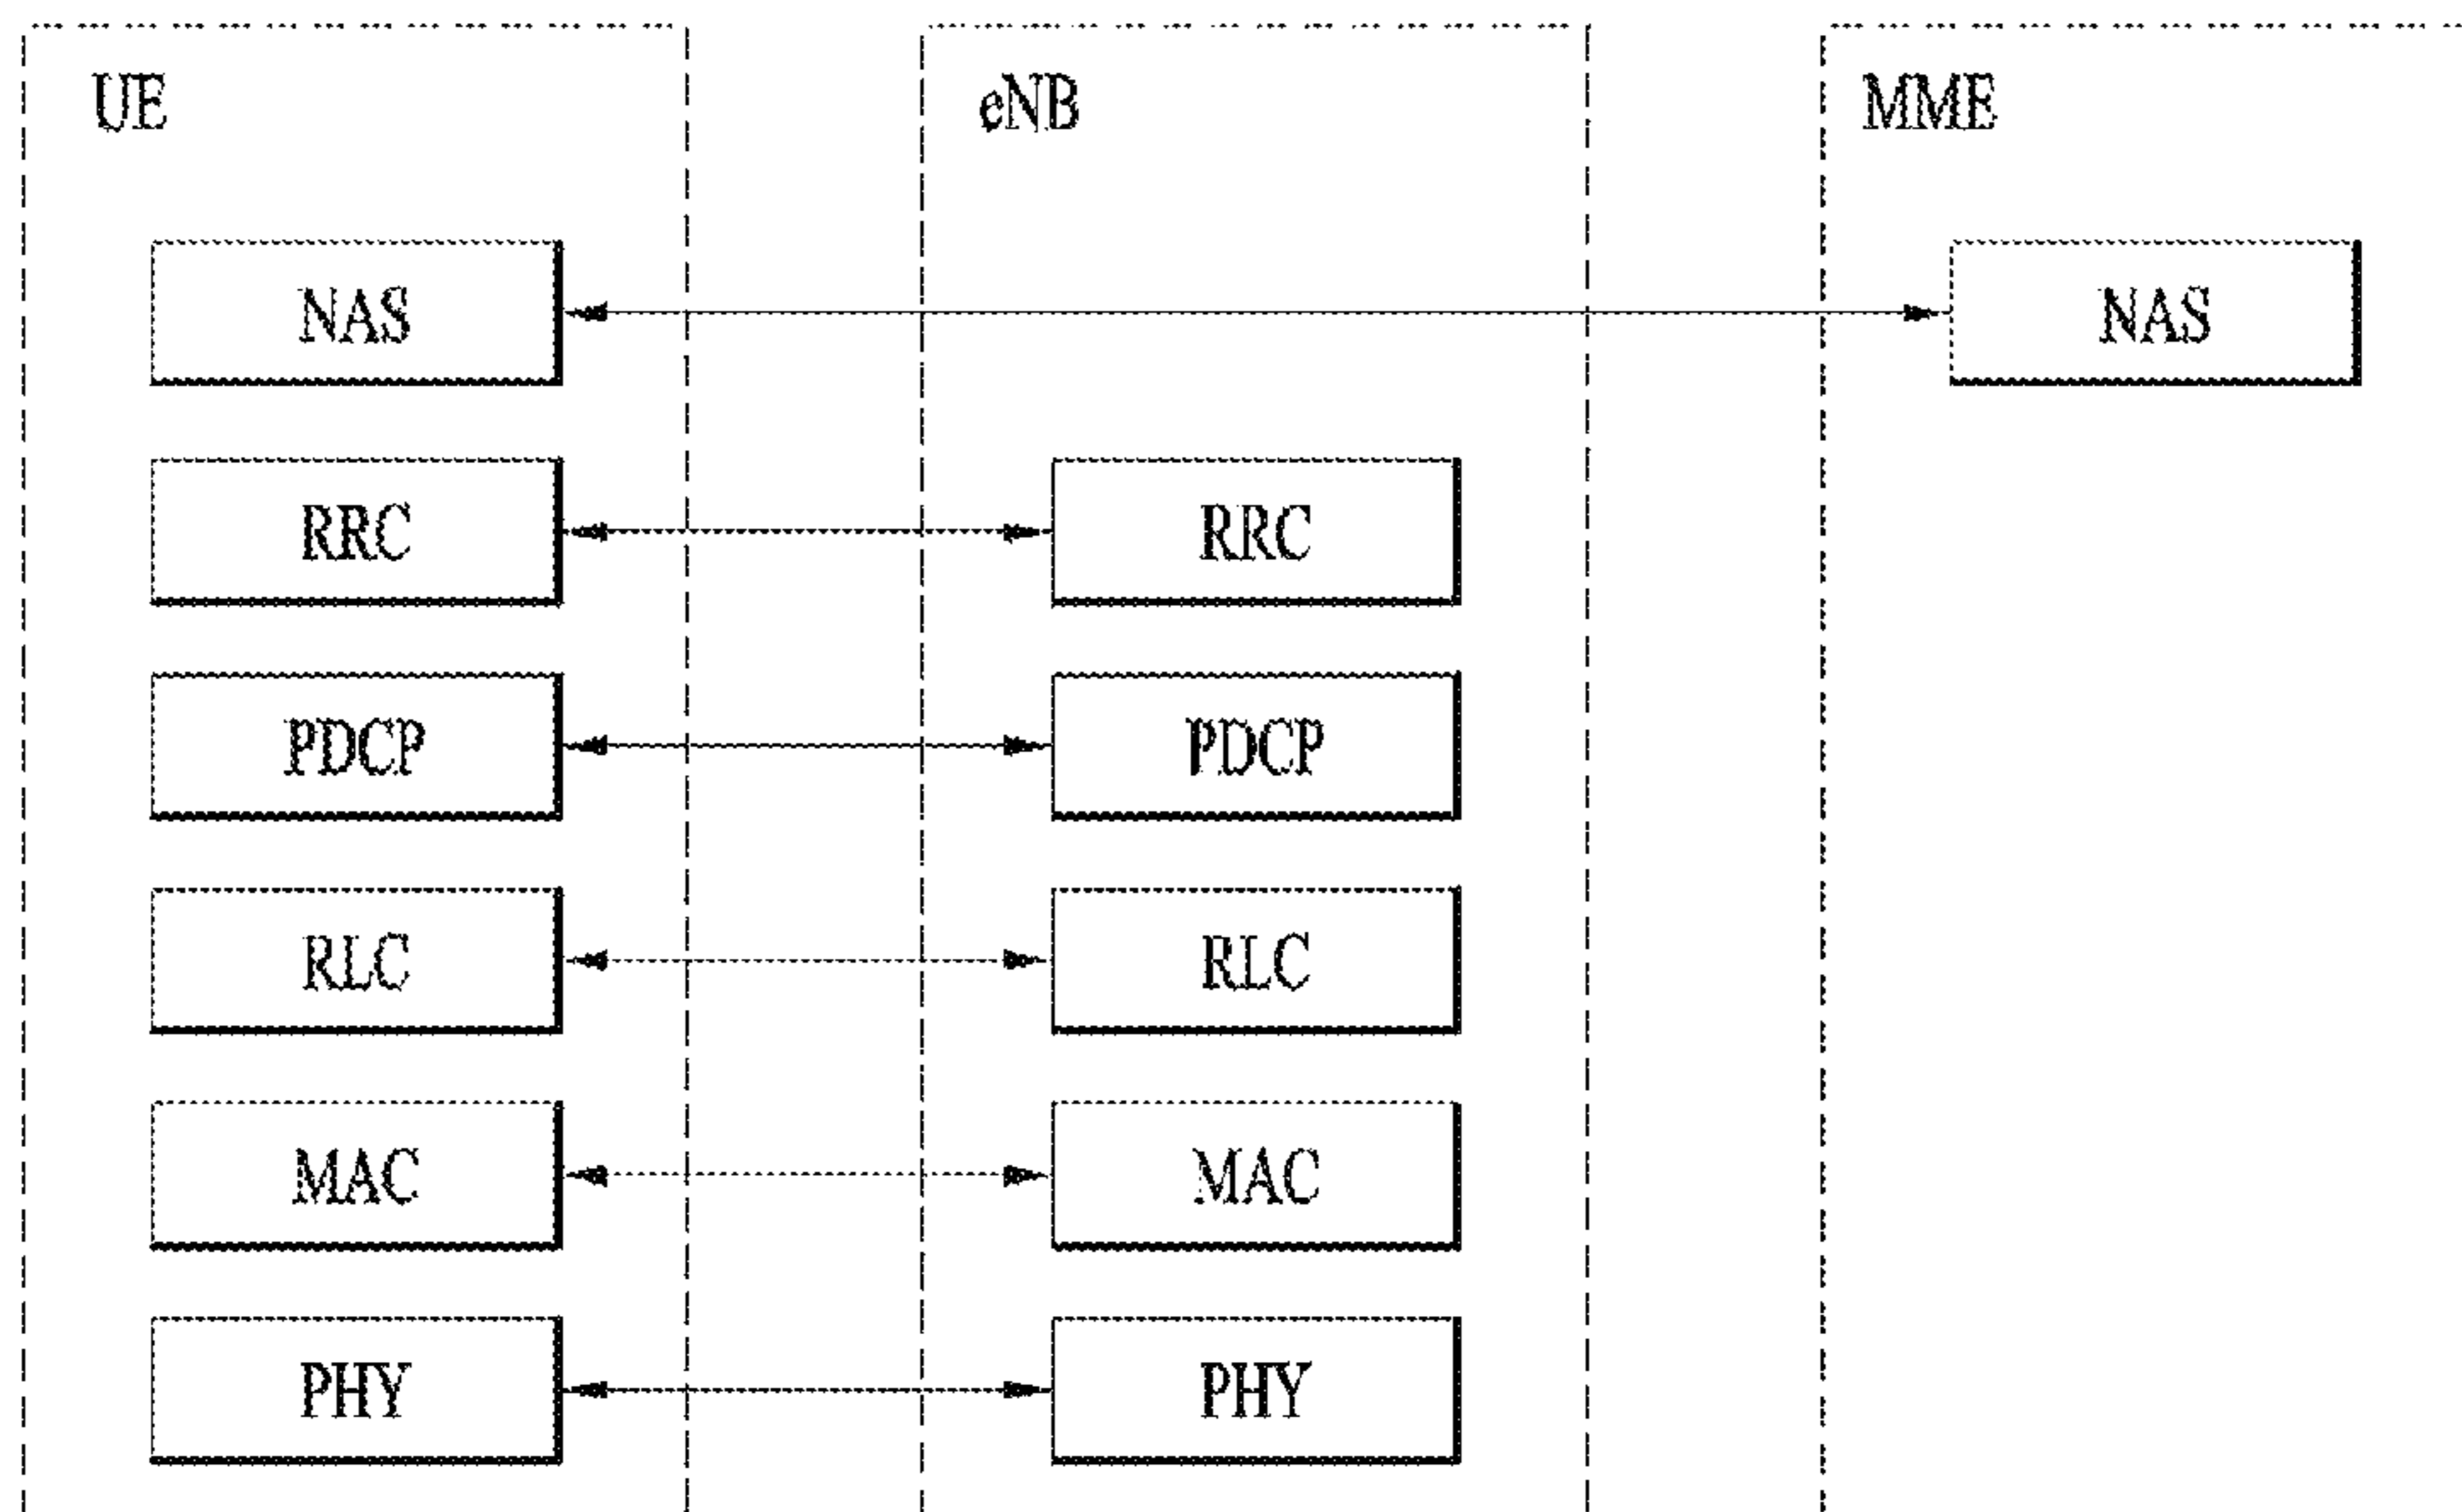 UE eNB MME
NAS NAS
RRC RRC
PDCP PDCP
RLC RLC
MAC MAC
PHY PHY